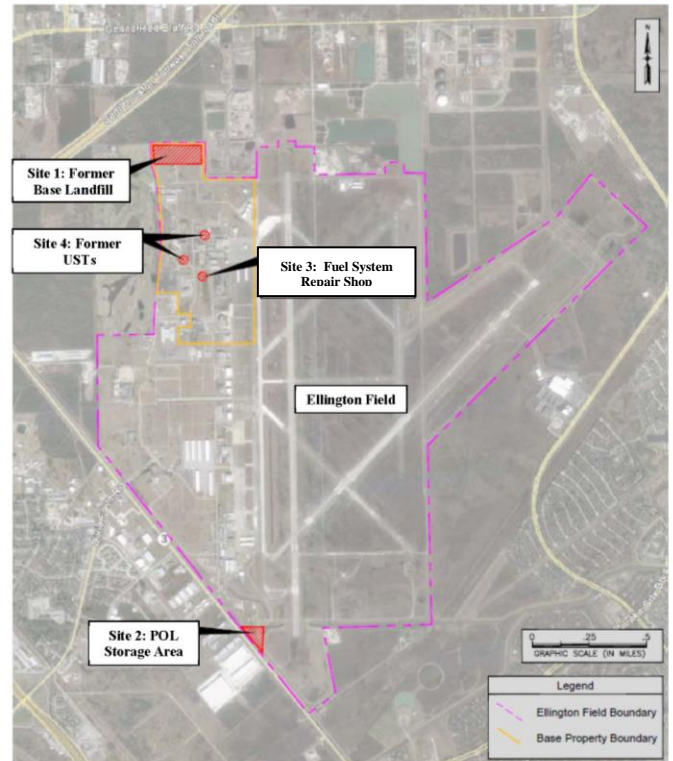 N
Site 1: Former
Base Landfill
Site 4: Former
USTs
Site 3: Fuel System
Repair Shop
Ellington Field
3
Site 2: POL
Storage Area
0 .25 .5
GRAPHIC SCALE (IN MILES)
Legend
Ellington Field Boundary
Base Property Boundary